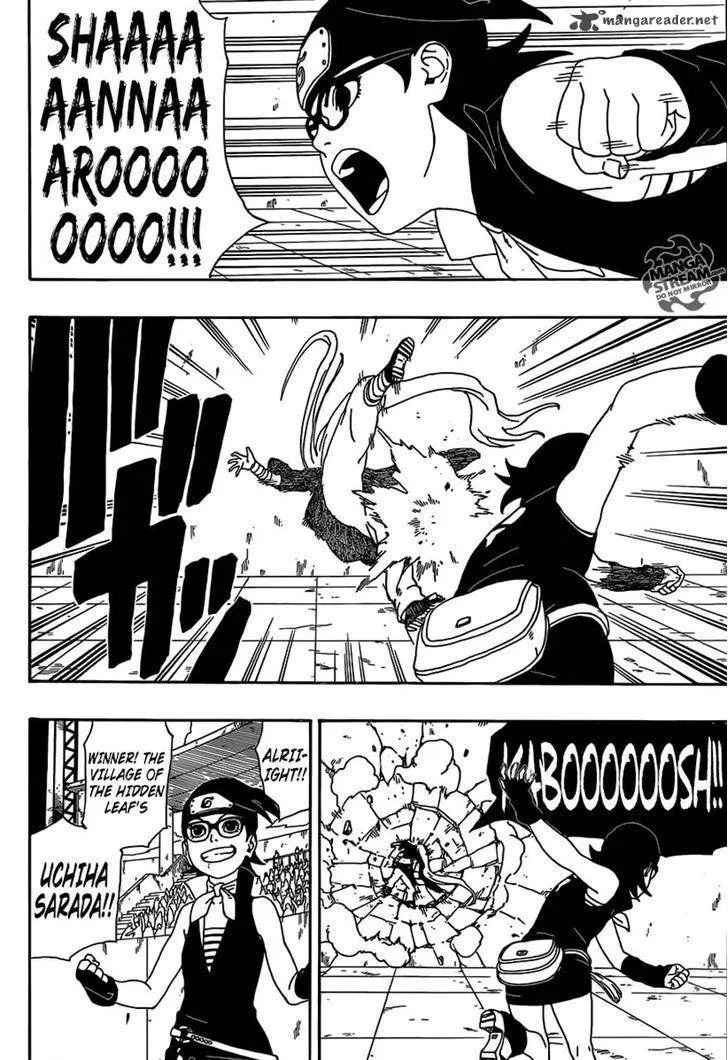 mangareader.net
SHAAAA
AANNAA
AROOOO
OOOO!!!
MANGA
STREAM
DO NOT MIRROR
KABOOOOOOSH!!
ALRII-
IGHT!!
WINNER! THE
VILLAGE OF
THE HIDDEN
LEAF'S
UCHIHA
SARADA!!